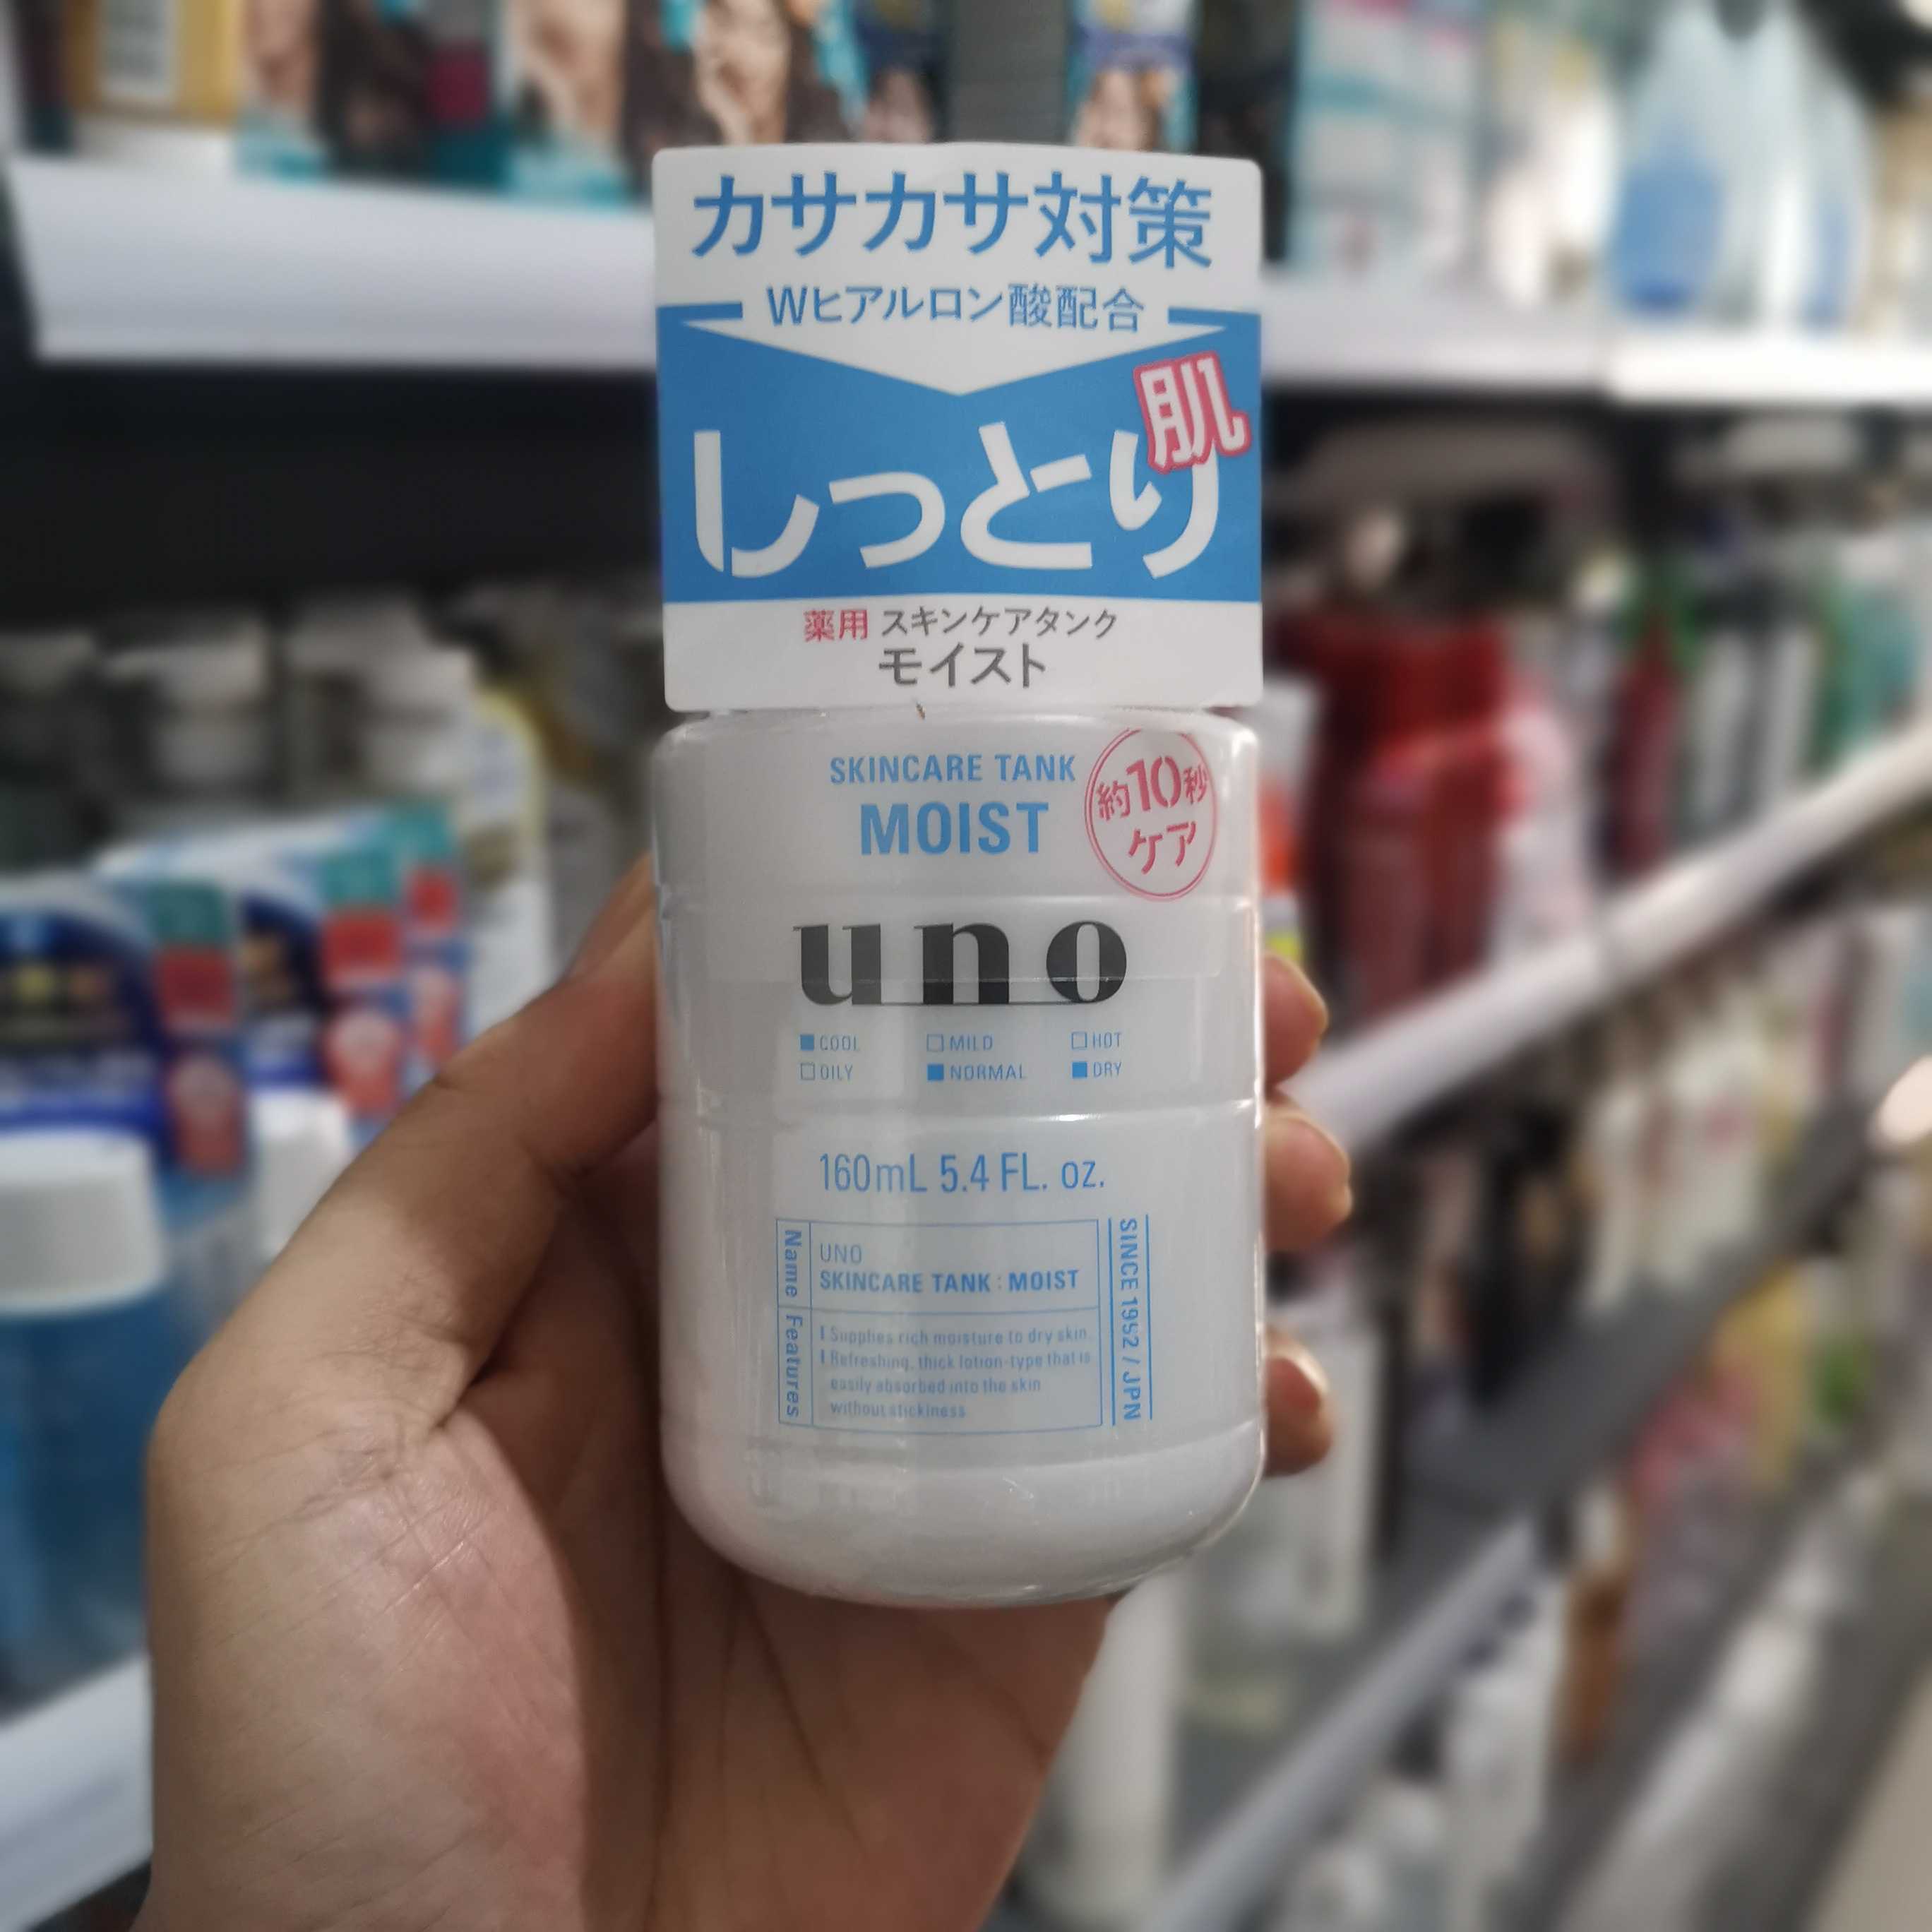 カサカサ対策
Wヒアルロン酸配合
しっとり肌
薬用 スキンケアタンク
モイスト
SKINCARE TANK
MOIST
約10秒
ケア
uno
COOL MILD HOT
OILY NORMAL DRY
160mL 5.4 FL. oz.
Name
UNO
SKINCARE TANK : MOIST
Features
Supplies rich moisture to dry skin.
Refreshing, thick lotion-type that is
easily absorbed into the skin
without stickiness
SINCE 1952 / JPN